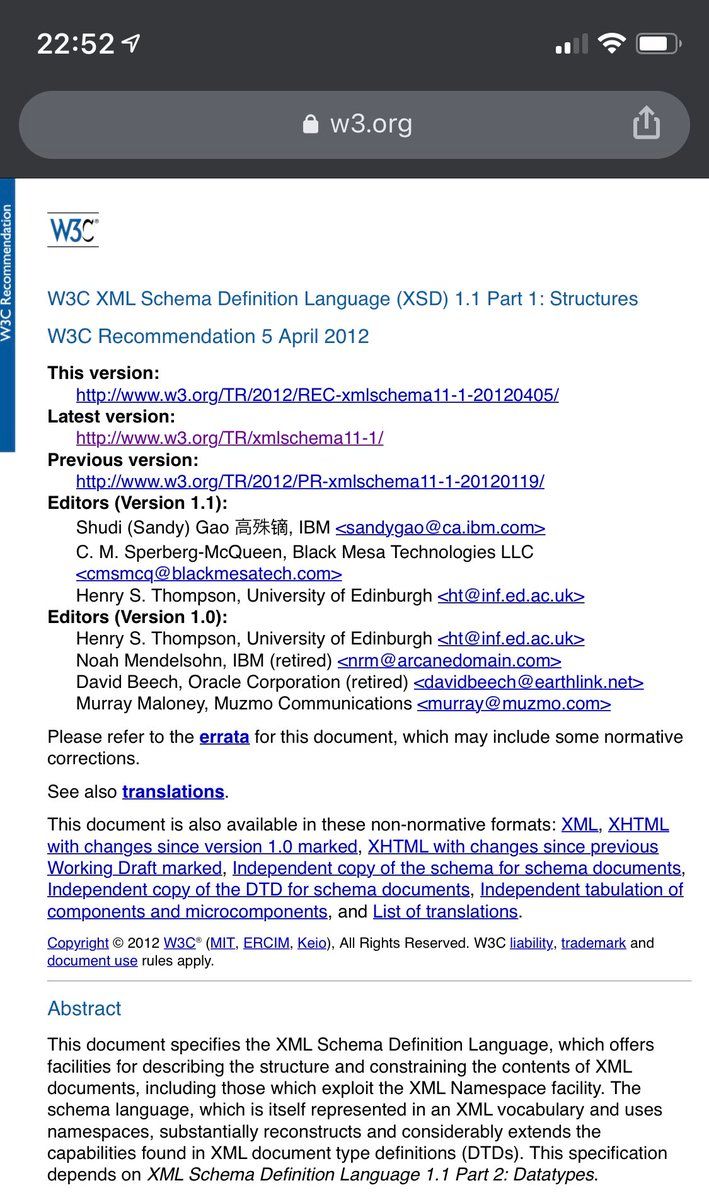 22:52
w3.org
W3C Recommendation
W3C®
W3C XML Schema Definition Language (XSD) 1.1 Part 1: Structures
W3C Recommendation 5 April 2012
This version:
http://www.w3.org/TR/2012/REC-xmlschema11-1-20120405/
Latest version:
http://www.w3.org/TR/xmlschema11-1/
Previous version:
http://www.w3.org/TR/2012/PR-xmlschema11-1-20120119/
Editors (Version 1.1):
Shudi (Sandy) Gao 高殊镝, IBM <sandygao@ca.ibm.com>
C. M. Sperberg-McQueen, Black Mesa Technologies LLC
<cmsmcq@blackmesatech.com>
Henry S. Thompson, University of Edinburgh <ht@inf.ed.ac.uk>
Editors (Version 1.0):
Henry S. Thompson, University of Edinburgh <ht@inf.ed.ac.uk>
Noah Mendelsohn, IBM (retired) <nrm@arcanedomain.com>
David Beech, Oracle Corporation (retired) <davidbeech@earthlink.net>
Murray Maloney, Muzmo Communications <murray@muzmo.com>
Please refer to the errata for this document, which may include some normative
corrections.
See also translations.
This document is also available in these non-normative formats: XML, XHTML
with changes since version 1.0 marked, XHTML with changes since previous
Working Draft marked, Independent copy of the schema for schema documents,
Independent copy of the DTD for schema documents, Independent tabulation of
components and microcomponents, and List of translations.
Copyright © 2012 W3C® (MIT, ERCIM, Keio), All Rights Reserved. W3C liability, trademark and
document use rules apply.
Abstract
This document specifies the XML Schema Definition Language, which offers
facilities for describing the structure and constraining the contents of XML
documents, including those which exploit the XML Namespace facility. The
schema language, which is itself represented in an XML vocabulary and uses
namespaces, substantially reconstructs and considerably extends the
capabilities found in XML document type definitions (DTDs). This specification
depends on XML Schema Definition Language 1.1 Part 2: Datatypes.